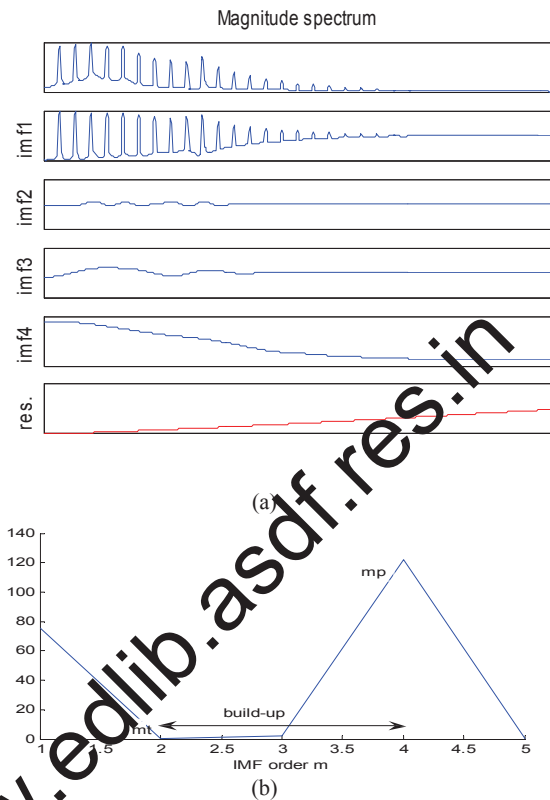 Magnitude spectrum
imf1
imf2
imf3
imf4
res.
(a)
140
120
100
80
60
40
20
0
mp
mt
build-up
1 1.5 2 2.5 3 3.5 4 4.5 5
IMF order m
(b)
.edlib.asdf.res.in